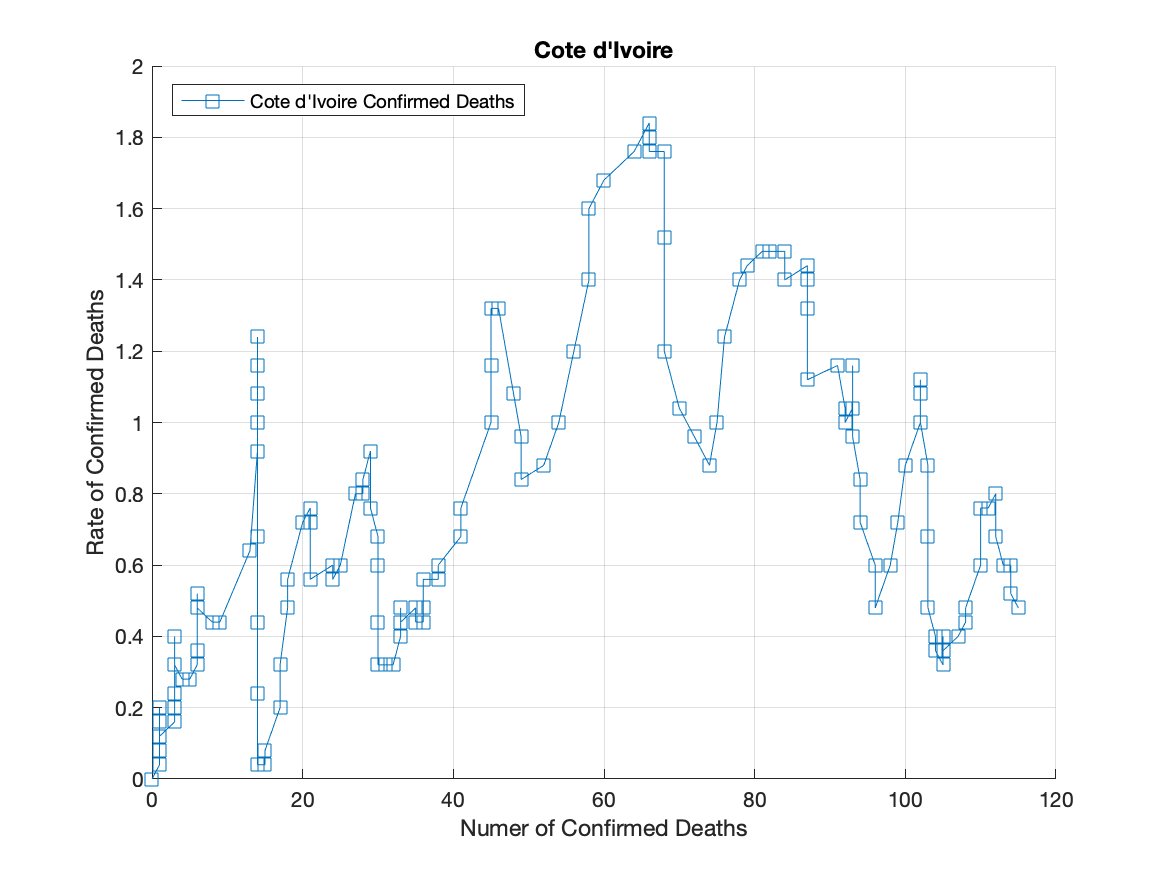 Cote d'Ivoire
Cote d'Ivoire Confirmed Deaths
2
1.8
1.6
1.4
1.2
1
0.8
0.6
0.4
0.2
0
Rate of Confirmed Deaths
0 20 40 60 80 100 120
Numer of Confirmed Deaths